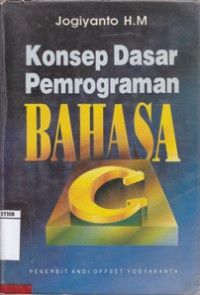 Jogiyanto H.M
Konsep Dasar
Pemrograman
BAHASA
C
PENERBIT ANDI OFFSET YOGYAKARTA